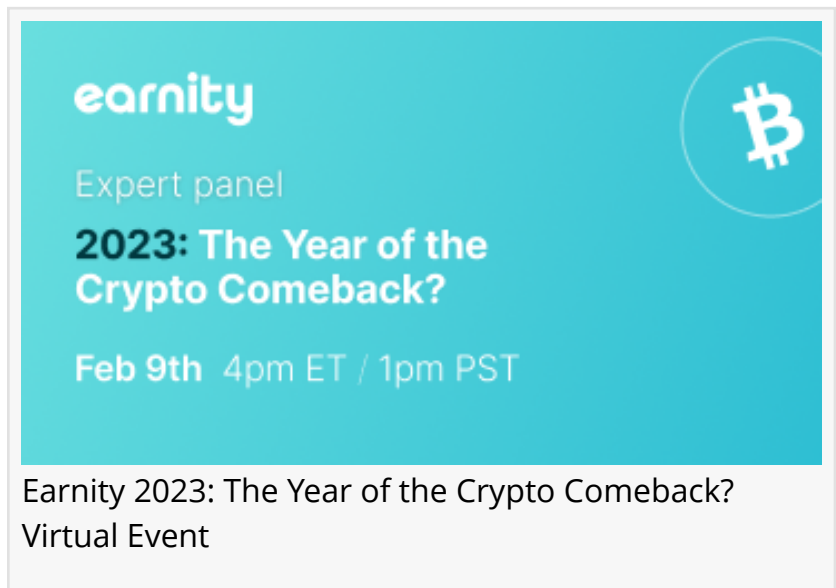 earnity
Expert panel
2023: The Year of the
Crypto Comeback?
Feb 9th 4pm ET / 1pm PST
Earnity 2023: The Year of the Crypto Comeback?
Virtual Event